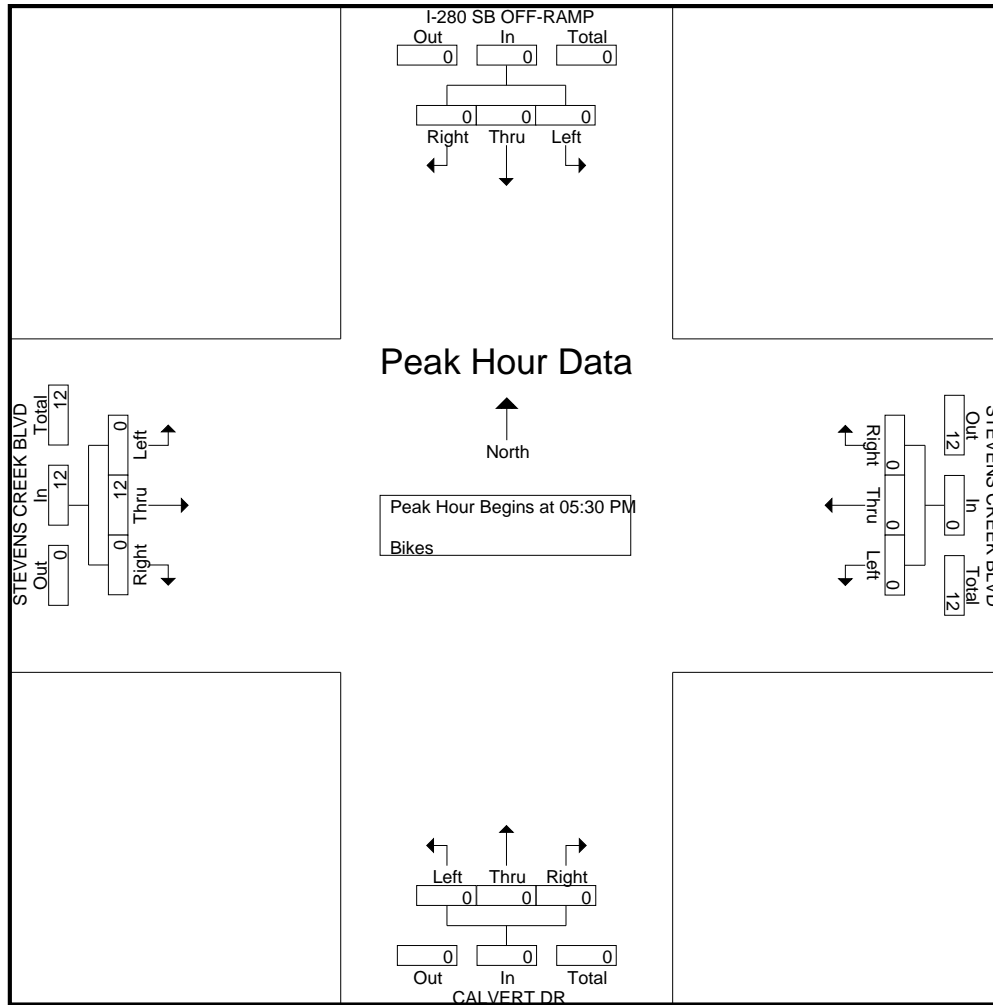 I-280 SB OFF-RAMP
Out In Total
0 0 0
0 0 0
Right Thru Left
Peak Hour Data
North
Peak Hour Begins at 05:30 PM
Bikes
STEVENS CREEK BLVD
Out In Total
0 12 12
Right Thru Left
0 12 0
STEVENS CREEK BLVD
Out In Total
12 0 12
Right Thru Left
0 0 0
Left Thru Right
0 0 0
0 0 0
Out In Total
CALVERT DR